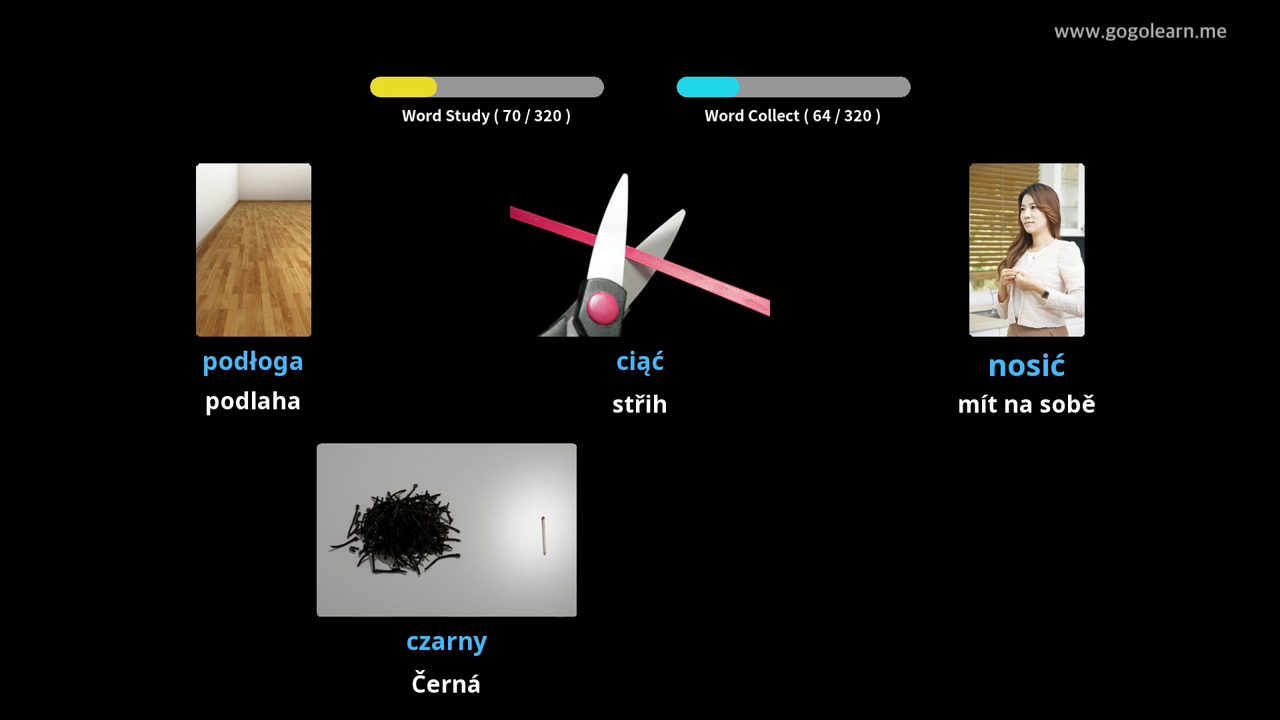 www.gogolearn.me
Word Study ( 70 / 320 )
Word Collect ( 64 / 320 )
podłoga
podlaha
ciąć
střih
nosić
mít na sobě
czarny
Černá